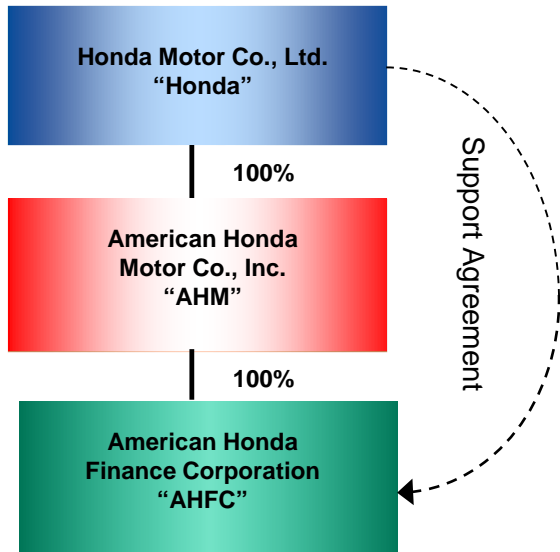 Honda Motor Co., Ltd.
“Honda”
100%
American Honda
Motor Co., Inc.
“AHM”
100%
American Honda
Finance Corporation
“AHFC”
Support Agreement